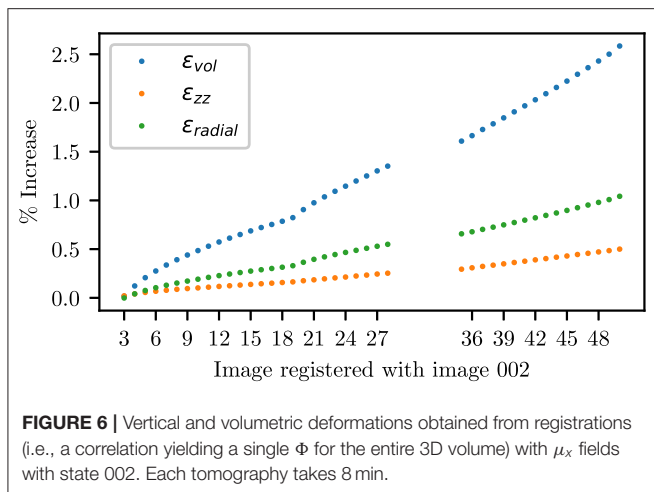 2.5
2.0
1.5
1.0
0.5
0.0
% Increase
ε_vol
ε_zz
ε_radial
3 6 9 12 15 18 21 24 27 36 39 42 45 48
Image registered with image 002
FIGURE 6 | Vertical and volumetric deformations obtained from registrations
(i.e., a correlation yielding a single Φ for the entire 3D volume) with μ_x fields
with state 002. Each tomography takes 8 min.